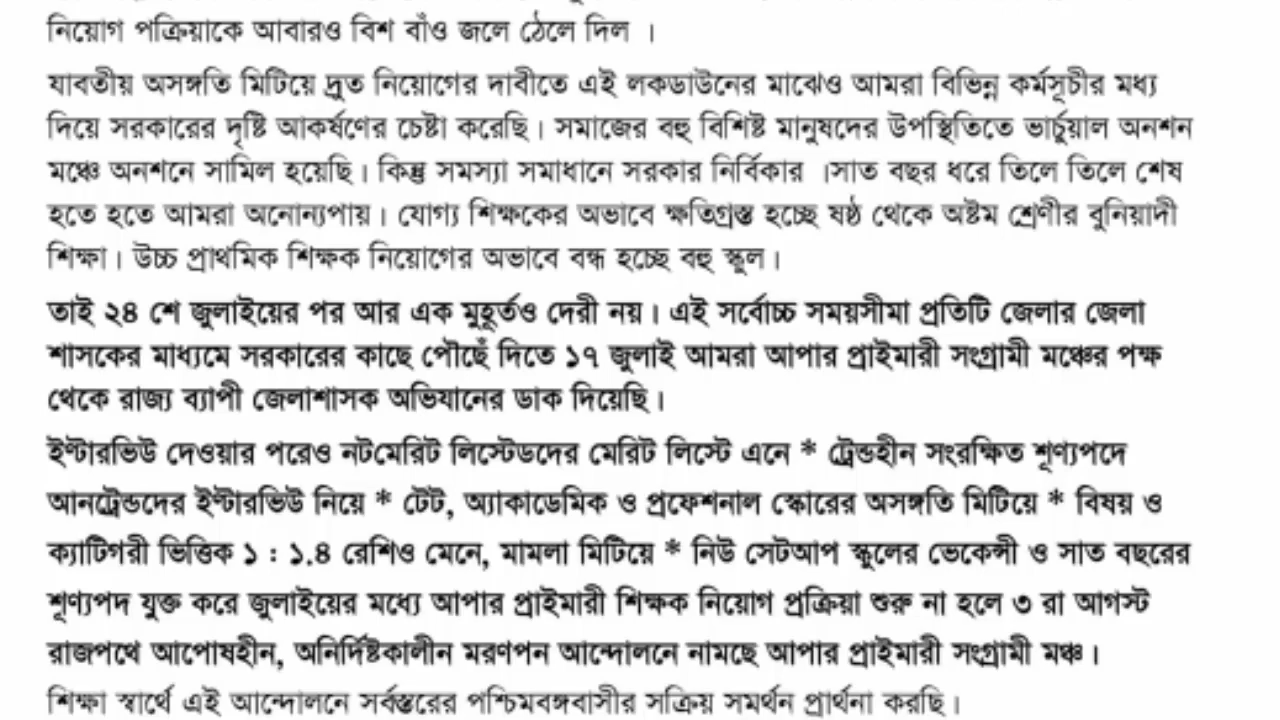 নিয়োগ পক্রিয়াকে আবারও বিশ বাঁও জলে ঠেলে দিল ।
যাবতীয় অসঙ্গতি মিটিয়ে দ্রুত নিয়োগের দাবীতে এই লকডাউনের মাঝেও আমরা বিভিন্ন কর্মসূচীর মধ্য
দিয়ে সরকারের দৃষ্টি আকর্ষণের চেষ্টা করেছি। সমাজের বহু বিশিষ্ট মানুষদের উপস্থিতিতে ভার্চুয়াল অনশন
মঞ্চে অনশনে সামিল হয়েছি। কিন্তু সমস্যা সমাধানে সরকার নির্বিকার ।সাত বছর ধরে তিলে তিলে শেষ
হতে হতে আমরা অনোন্যপায়। যোগ্য শিক্ষকের অভাবে ক্ষতিগ্রস্ত হচ্ছে ষষ্ঠ থেকে অষ্টম শ্রেণীর বুনিয়াদী
শিক্ষা। উচ্চ প্রাথমিক শিক্ষক নিয়োগের অভাবে বন্ধ হচ্ছে বহু স্কুল।
তাই ২৪ শে জুলাইয়ের পর আর এক মুহূর্তও দেরী নয়। এই সর্বোচ্চ সময়সীমা প্রতিটি জেলার জেলা
শাসকের মাধ্যমে সরকারের কাছে পৌছেঁ দিতে ১৭ জুলাই আমরা আপার প্রাইমারী সংগ্রামী মঞ্চের পক্ষ
থেকে রাজ্য ব্যাপী জেলাশাসক অভিযানের ডাক দিয়েছি।
ইন্টারভিউ দেওয়ার পরেও নটমেরিট লিস্টেডদের মেরিট লিস্টে এনে * ট্রেন্ডহীন সংরক্ষিত শূণ্যপদে
আনট্রেন্ডদের ইন্টারভিউ নিয়ে * টেট, অ্যাকাডেমিক ও প্রফেশনাল স্কোরের অসঙ্গতি মিটিয়ে * বিষয় ও
ক্যাটিগরী ভিত্তিক ১ : ১.৪ রেশিও মেনে, মামলা মিটিয়ে * নিউ সেটআপ স্কুলের ভেকেন্সী ও সাত বছরের
শূণ্যপদ যুক্ত করে জুলাইয়ের মধ্যে আপার প্রাইমারী শিক্ষক নিয়োগ প্রক্রিয়া শুরু না হলে ৩ রা আগস্ট
রাজপথে আপোষহীন, অনির্দিষ্টকালীন মরণপন আন্দোলনে নামছে আপার প্রাইমারী সংগ্রামী মঞ্চ।
শিক্ষা স্বার্থে এই আন্দোলনে সর্বস্তরের পশ্চিমবঙ্গবাসীর সক্রিয় সমর্থন প্রার্থনা করছি।